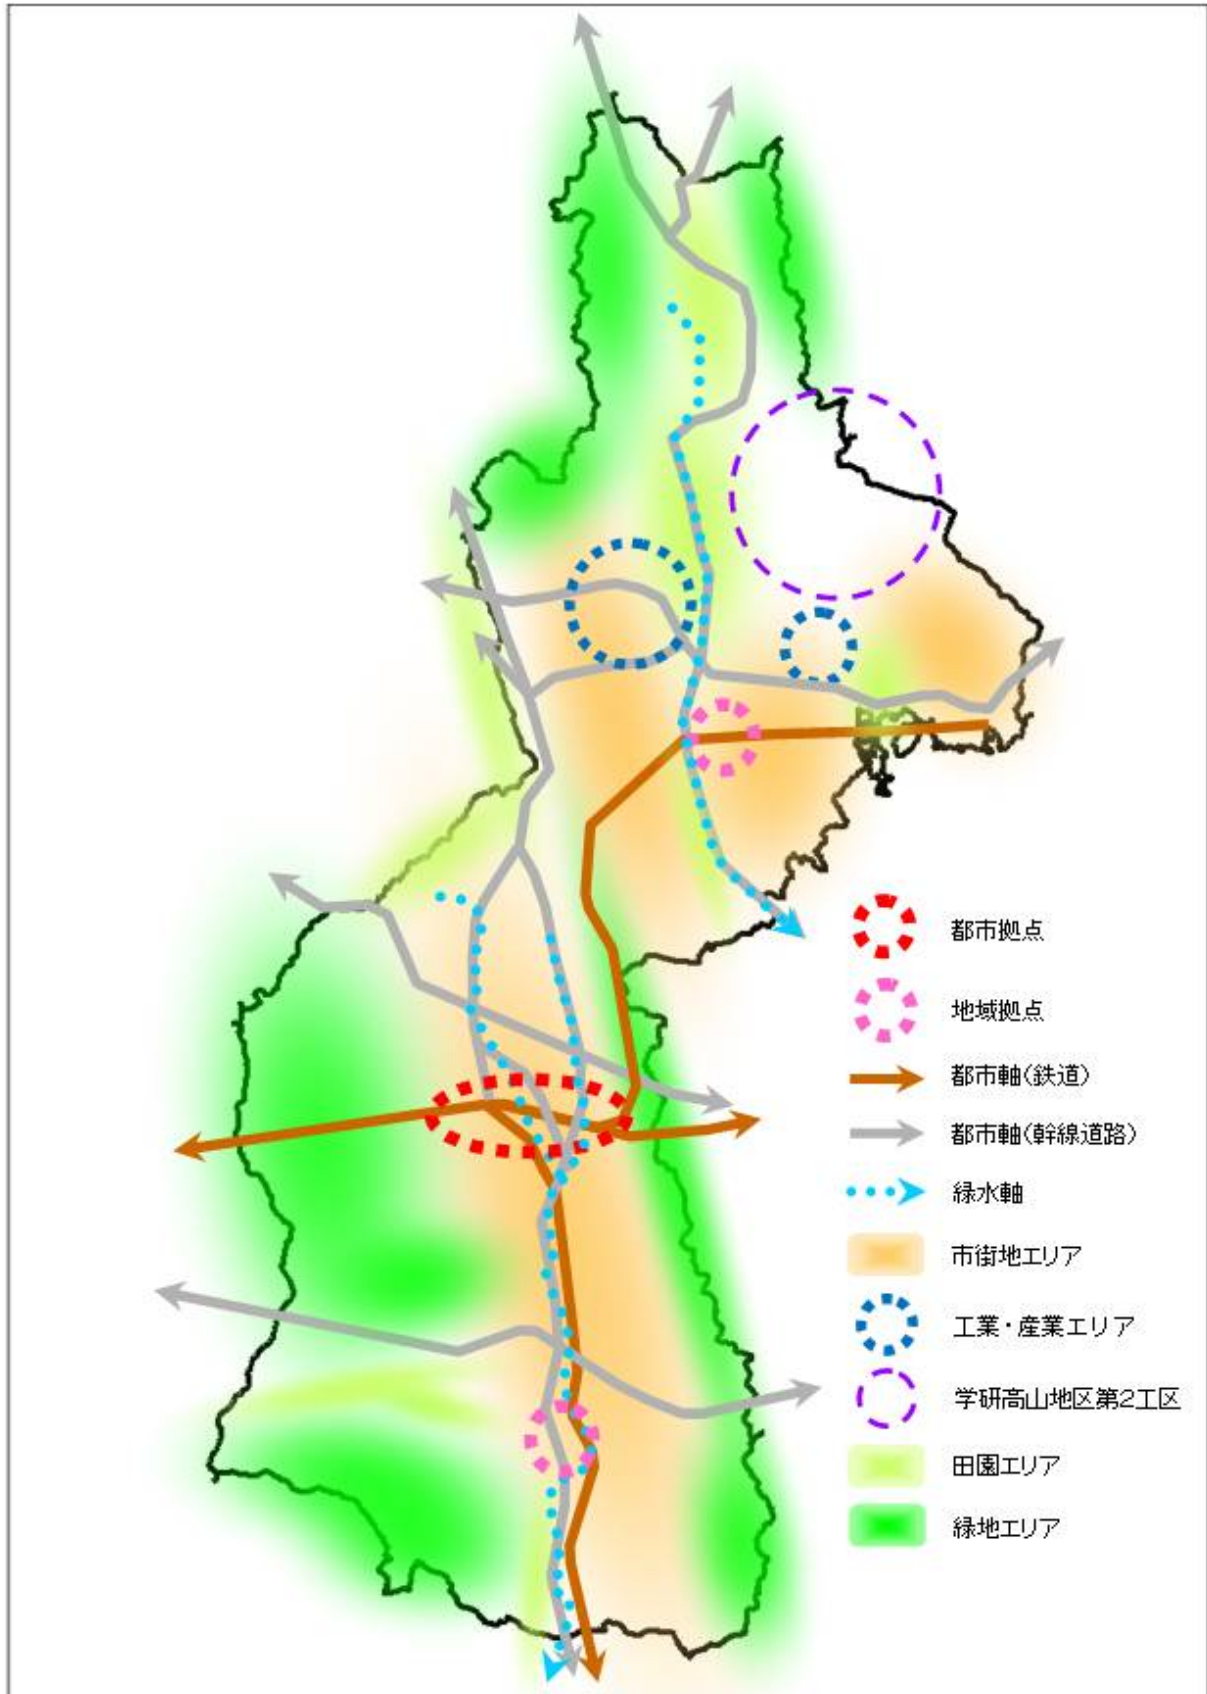 都市拠点
地域拠点
都市軸(鉄道)
都市軸(幹線道路)
緑水軸
市街地エリア
工業・産業エリア
学研高山地区第2工区
田園エリア
緑地エリア